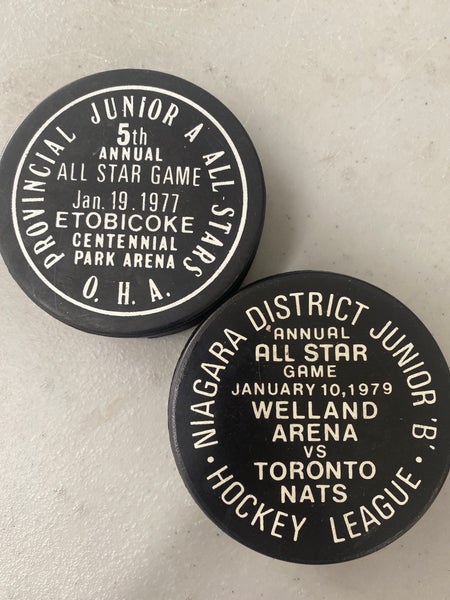 PROVINCIAL JUNIOR A ALL-STARS
5th
ANNUAL
ALL STAR GAME
Jan. 19. 1977
ETOBICOKE
CENTENNIAL
PARK ARENA
O. H. A.
• NIAGARA DISTRICT JUNIOR 'B' •
ANNUAL
ALL STAR
GAME
JANUARY 10, 1979
WELLAND
ARENA
VS
TORONTO
NATS
HOCKEY LEAGUE